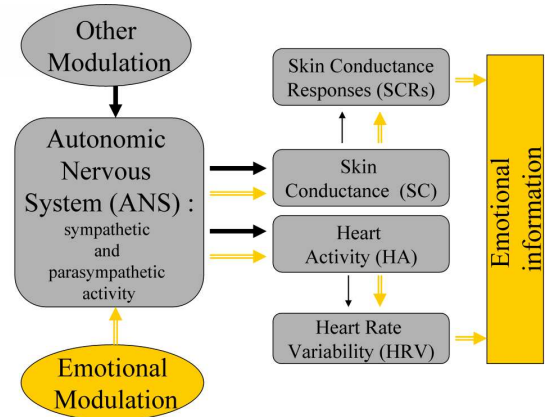 Other
Modulation
Autonomic
Nervous
System (ANS) :
sympathetic
and
parasympathetic
activity
Emotional
Modulation
Skin Conductance
Responses (SCRs)
Skin
Conductance (SC)
Heart
Activity (HA)
Heart Rate
Variability (HRV)
Emotional
information